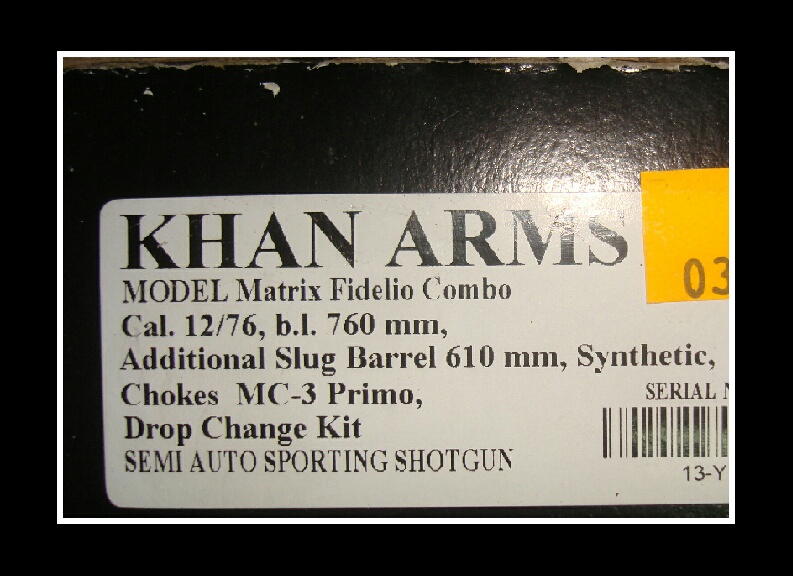 KHAN ARMS
MODEL Matrix Fidelio Combo
Cal. 12/76, b.l. 760 mm,
Additional Slug Barrel 610 mm, Synthetic,
Chokes MC-3 Primo,
Drop Change Kit
SEMI AUTO SPORTING SHOTGUN
03
SERIAL
13-Y